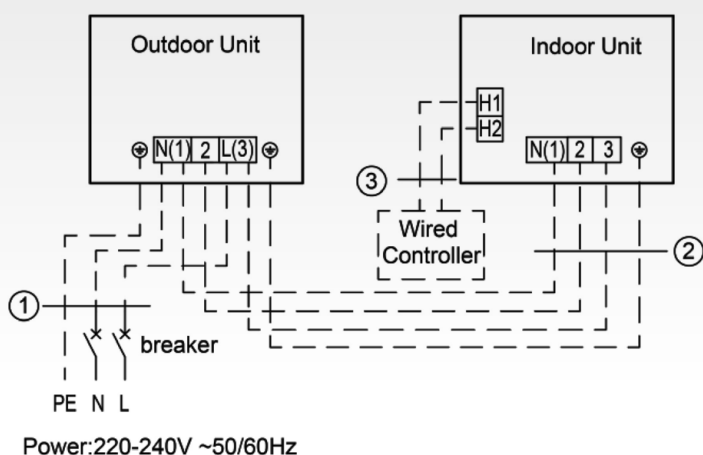 Outdoor Unit
Indoor Unit
H1
H2
N(1) 2 L(3)
N(1) 2 3
3
Wired
Controller
2
1
breaker
PE N L
Power:220-240V ~50/60Hz